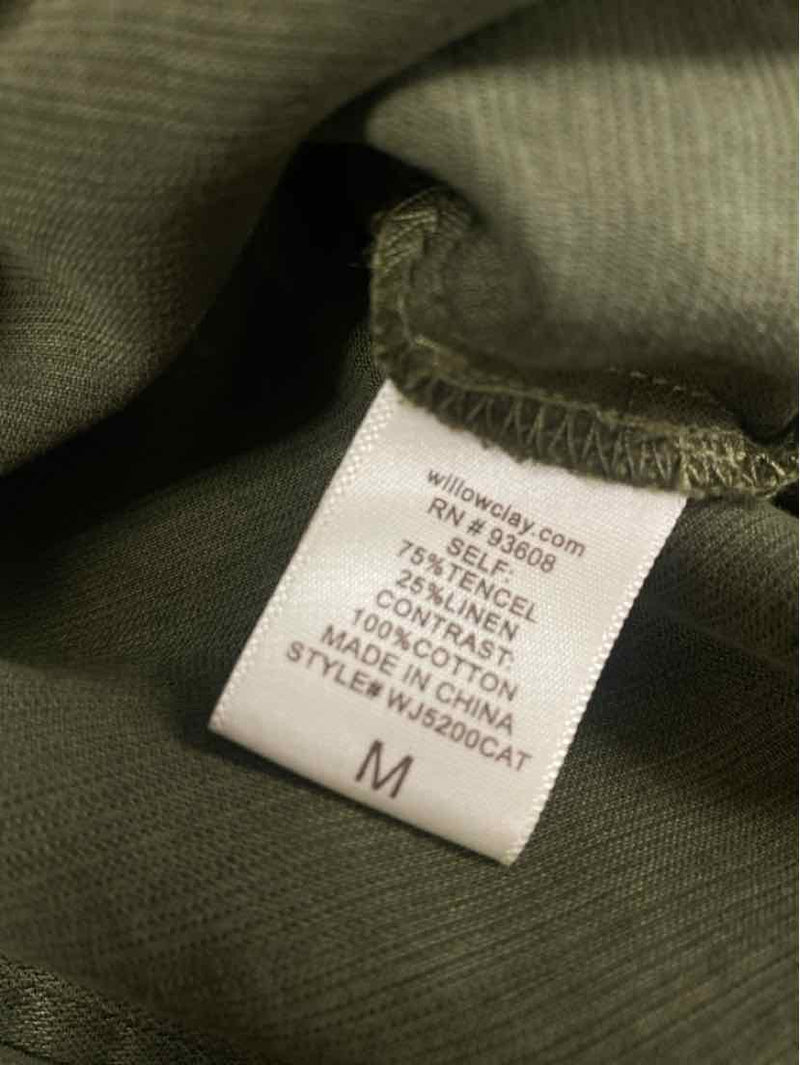 willowclay.com
RN # 93608
SELF:
75%TENCEL
25%LINEN
CONTRAST:
100%COTTON
MADE IN CHINA
STYLE# WJ5200CAT
M